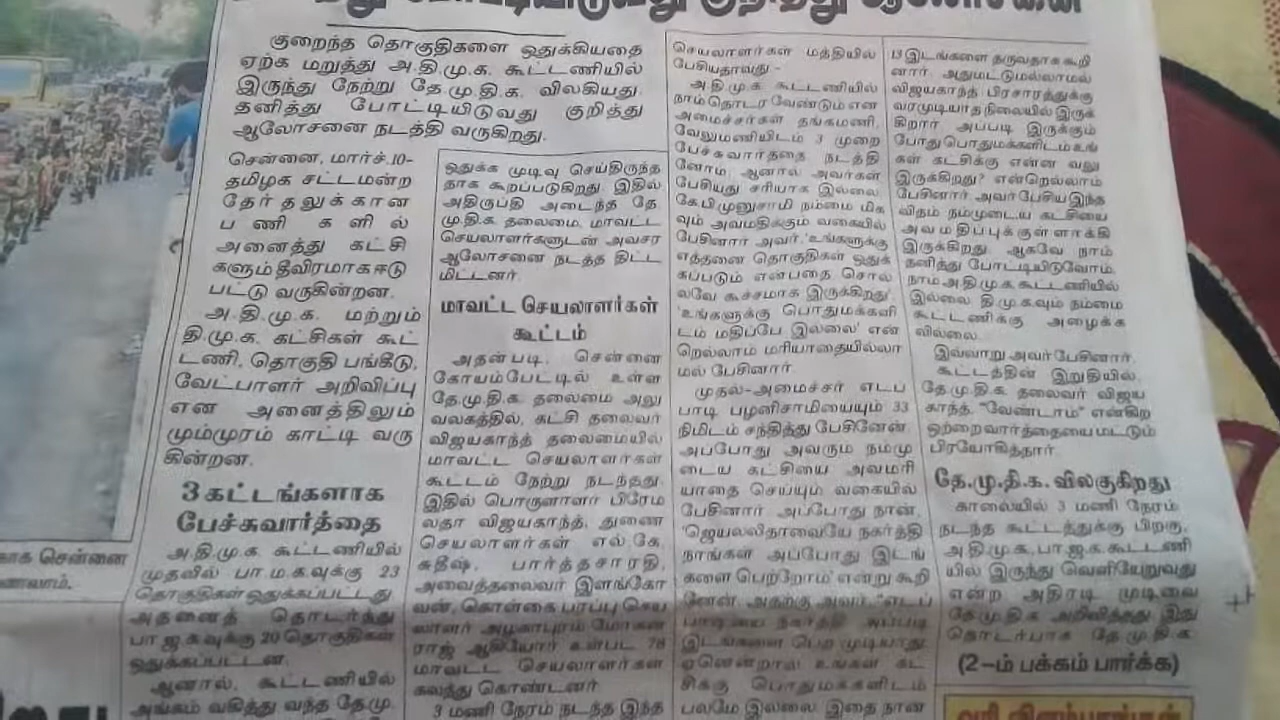 குறைந்த தொகுதிகளை ஒதுக்கியதை
ஏற்க மறுத்து அ.தி.மு.க. கூட்டணியில்
இருந்து நேற்று தே.மு.தி.க. விலகியது.
தனித்து போட்டியிடுவது குறித்து
ஆலோசனை நடத்தி வருகிறது.
சென்னை, மார்ச்.10-
தமிழக சட்டமன்ற
தேர்தலுக்கான
பணிகளில்
அனைத்து கட்சி
களும் தீவிரமாக ஈடு
பட்டு வருகின்றன.
அ.தி.மு.க. மற்றும்
தி.மு.க. கட்சிகள் கூட்
டணி, தொகுதி பங்கீடு,
வேட்பாளர் அறிவிப்பு
என அனைத்திலும்
மும்முரம் காட்டி வரு
கின்றன.
3 கட்டங்களாக
பேச்சுவார்த்தை
அ.தி.மு.க. கூட்டணியில்
முதலில் பா.ம.க.வுக்கு 23
தொகுதிகள் ஒதுக்கப்பட்டது.
அதனைத் தொடர்ந்து
பா.ஜ.க.வுக்கு 20 தொகுதிகள்
ஒதுக்கப்பட்டன.
ஆனால், கூட்டணியில்
அங்கம் வகித்து வந்த தே.மு.
ஒதுக்க முடிவு செய்திருந்த
தாக கூறப்படுகிறது. இதில்
அதிருப்தி அடைந்த தே.
மு.தி.க. தலைமை, மாவட்ட
செயலாளர்களுடன் அவசர
ஆலோசனை நடத்த திட்ட
மிட்டனர்.
மாவட்ட செயலாளர்கள்
கூட்டம்
அதன்படி, சென்னை
கோயம்பேட்டில் உள்ள
தே.மு.தி.க. தலைமை அலு
வலகத்தில், கட்சி தலைவர்
விஜயகாந்த் தலைமையில்
மாவட்ட செயலாளர்கள்
கூட்டம் நேற்று நடந்தது.
இதில் பொருளாளர் பிரேம
லதா விஜயகாந்த், துணை
செயலாளர்கள் எல்.கே.
சுதீஷ், பார்த்தசாரதி,
அவைத்தலைவர் இளங்கோ
வன், கொள்கை பரப்பு செய
லாளர் அழகாபுரம் மோகன்
ராஜ் ஆகியோர் உள்பட 76
மாவட்ட செயலாளர்கள்
கலந்து கொண்டனர்.
3 மணி நேரம் நடந்த இந்த
செயலாளர்கள் மத்தியில்
பேசியதாவது:-
அ.தி.மு.க. கூட்டணியில்
நாம் தொடர வேண்டும் என
அமைச்சர்கள் தங்கமணி,
வேலுமணியிடம் 3 முறை
பேச்சுவார்த்தை நடத்தி
னோம். ஆனால் அவர்கள்
பேசியது சரியாக இல்லை.
கே.பி.முனுசாமி நம்மை மிக
வும் அவமதிக்கும் வகையில்
பேசினார். அவர், 'உங்களுக்கு
எத்தனை தொகுதிகள் ஒதுக்
கப்படும் என்பதை சொல்
லவே கூச்சமாக இருக்கிறது.
'உங்களுக்கு பொதுமக்களி
டம் மதிப்பே இல்லை' என்
றெல்லாம் மரியாதையில்லா
மல் பேசினார்.
முதல்-அமைச்சர் எடப்
பாடி பழனிசாமியையும் 33
நிமிடம் சந்தித்து பேசினேன்.
அப்போது அவரும் நம்மு
டைய கட்சியை அவமரி
யாதை செய்யும் வகையில்
பேசினார். அப்போது நான்,
'ஜெயலலிதாவையே நகர்த்தி
நாங்கள் அப்போது இடங்
களை பெற்றோம்' என்று கூறி
னேன். அதற்கு அவர், "எடப்
பாடியை நகர்த்தி அப்படி
இடங்களை பெற முடியாது.
ஏனென்றால் உங்கள் கட்
சிக்கு பொதுமக்களிடம்
பலமே இல்லை. இதை நான்
13 இடங்களை தருவதாக கூறி
னார். அதுமட்டுமல்லாமல்
விஜயகாந்த் பிரசாரத்துக்கு
வரமுடியாத நிலையில் இருக்
கிறார். அப்படி இருக்கும்
போது பொதுமக்களிடம் உங்
கள் கட்சிக்கு என்ன வலு
இருக்கிறது? என்றெல்லாம்
பேசினார். அவர் பேசிய இந்த
விதம் நம்முடைய கட்சியை
அவமதிப்புக்குள்ளாக்கி
இருக்கிறது. ஆகவே நாம்
தனித்து போட்டியிடுவோம்.
நாம் அ.தி.மு.க. கூட்டணியில்
இல்லை. தி.மு.க.வும் நம்மை
கூட்டணிக்கு அழைக்க
வில்லை.
இவ்வாறு அவர் பேசினார்.
கூட்டத்தின் இறுதியில்,
தே.மு.தி.க. தலைவர் விஜய
காந்த், "வேண்டாம்" என்கிற
ஒற்றை வார்த்தையை மட்டும்
பிரயோகித்தார்.
தே.மு.தி.க. விலகுகிறது
காலையில் 3 மணி நேரம்
நடந்த கூட்டத்துக்கு பிறகு,
அ.தி.மு.க., பா.ஜ.க. கூட்டணி
யில் இருந்து வெளியேறுவது
என்ற அதிரடி முடிவை
தே.மு.தி.க. அறிவித்தது. இது
தொடர்பாக தே.மு.தி.க.
(2-ம் பக்கம் பார்க்க)